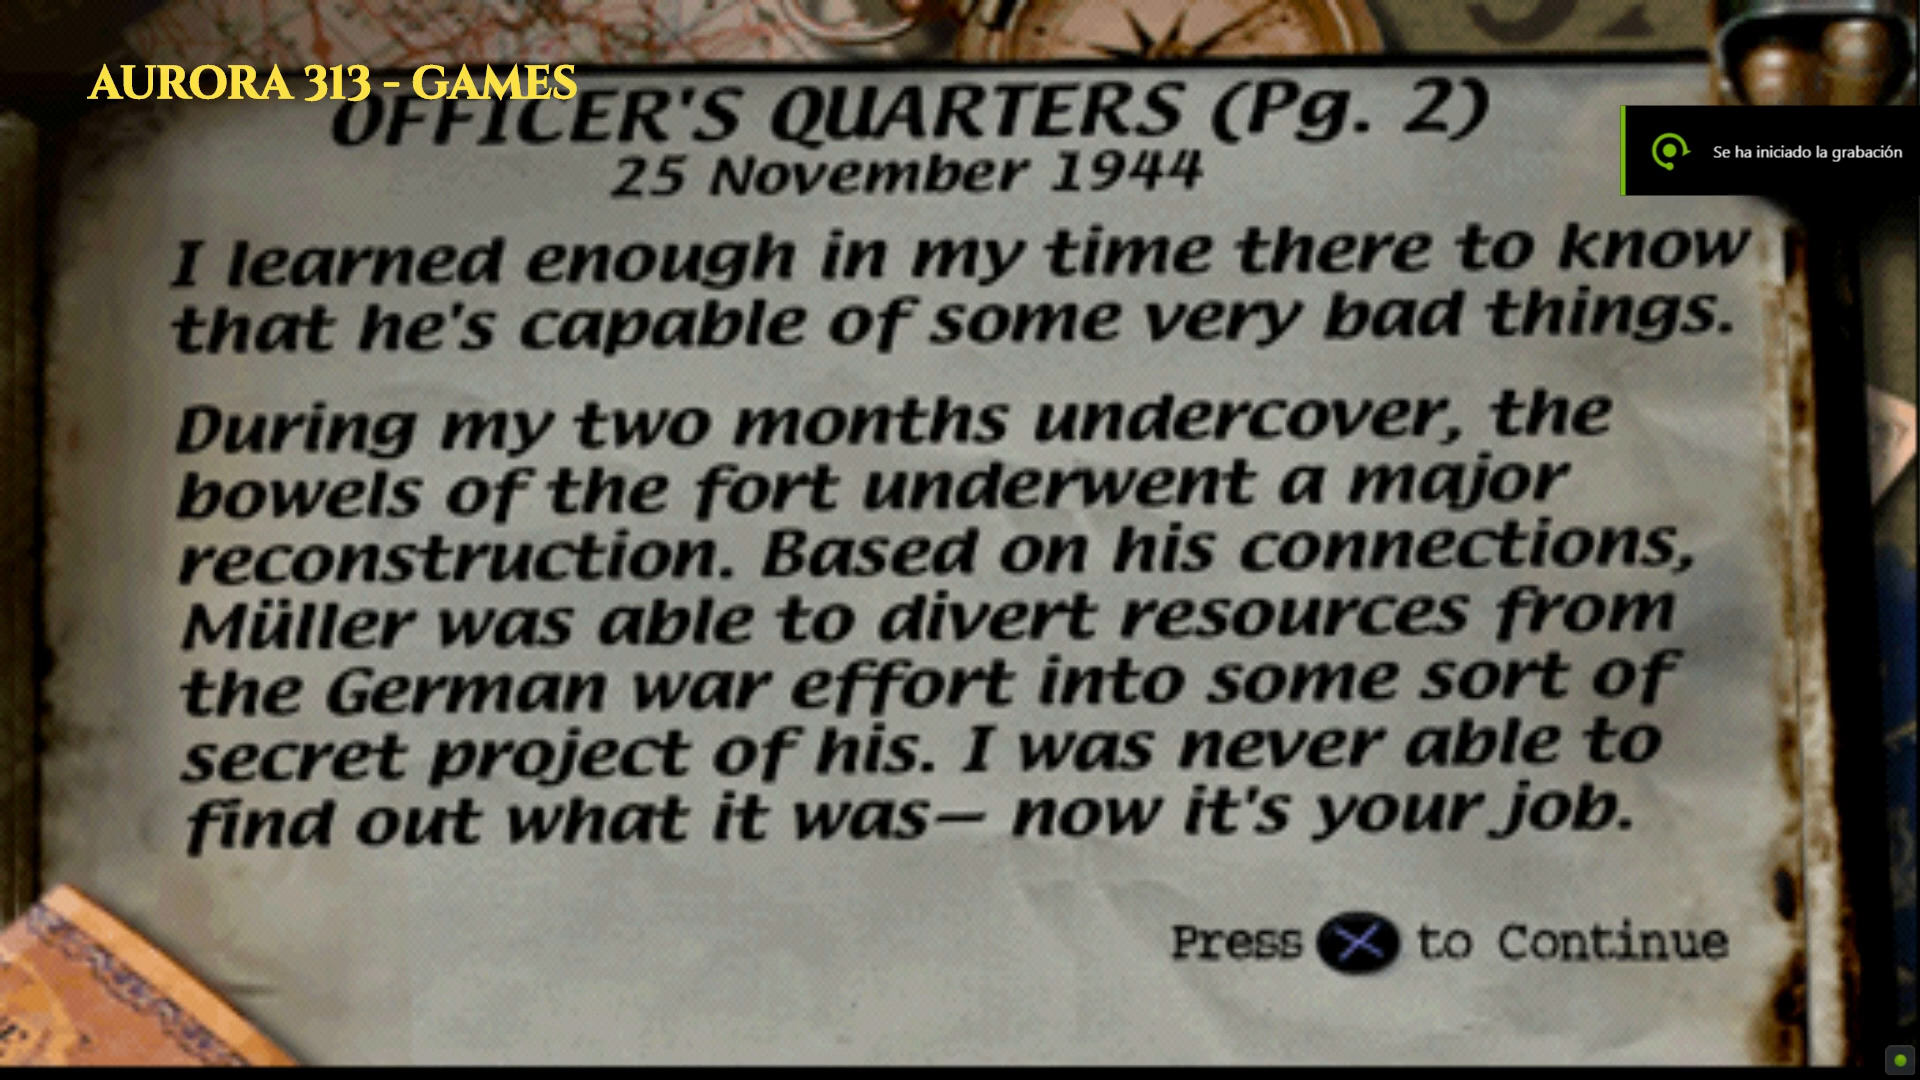 AURORA 313 - GAMES
OFFICER'S QUARTERS (Pg. 2)
25 November 1944
Se ha iniciado la grabación
I learned enough in my time there to know
that he's capable of some very bad things.
During my two months undercover, the
bowels of the fort underwent a major
reconstruction. Based on his connections,
Müller was able to divert resources from
the German war effort into some sort of
secret project of his. I was never able to
find out what it was— now it's your job.
Press X to Continue